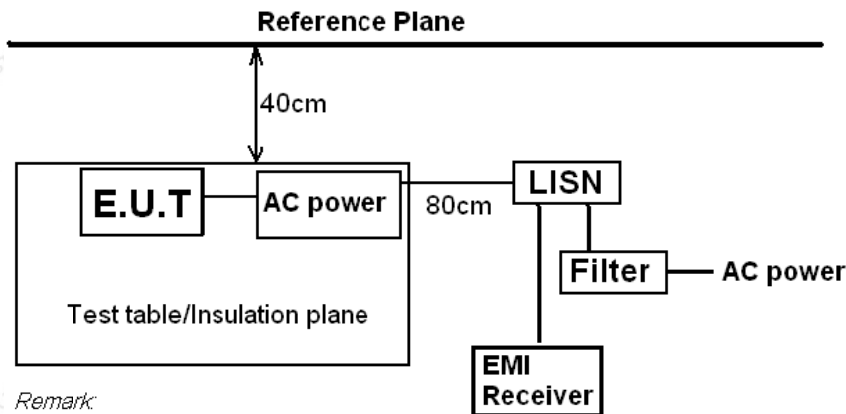 Reference Plane
40cm
E.U.T
AC power
80cm
LISN
Filter
AC power
Test table/Insulation plane
EMI
Receiver
Remark: